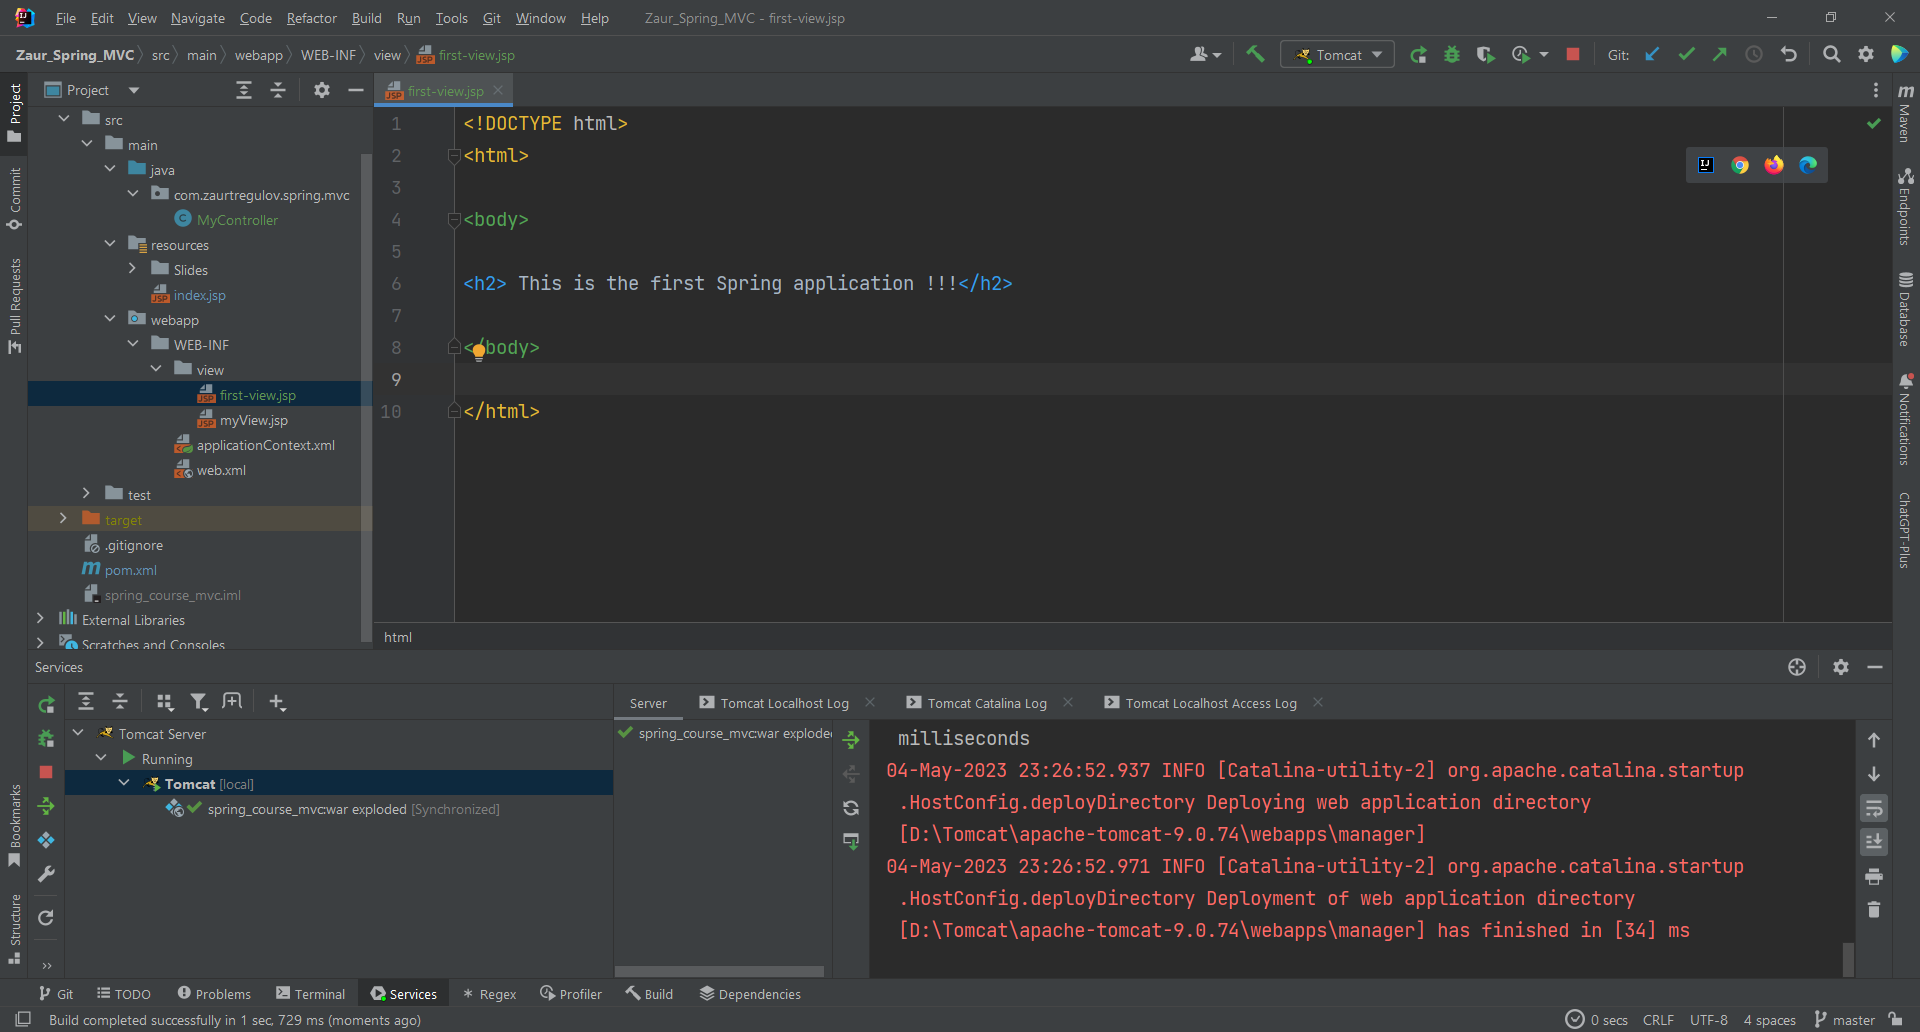 File Edit View Navigate Code Refactor Build Run Tools Git Window Help Zaur_Spring_MVC - first-view.jsp
Zaur_Spring_MVC src main webapp WEB-INF view first-view.jsp Tomcat Git:
Project
Commit
Pull Requests
Bookmarks
Structure
Project
src
main
java
com.zaurtregulov.spring.mvc
MyController
resources
Slides
index.jsp
webapp
WEB-INF
view
first-view.jsp
myView.jsp
applicationContext.xml
web.xml
test
target
.gitignore
pom.xml
spring_course_mvc.iml
External Libraries
Scratches and Consoles
first-view.jsp
1 <!DOCTYPE html>
2 <html>
3
4 <body>
5
6 <h2> This is the first Spring application !!!</h2>
7
8 </body>
9
10 </html>
html
Maven
Endpoints
Database
Notifications
ChatGPT-Plus
Services
Tomcat Server
Running
Tomcat [local]
spring_course_mvc:war exploded [Synchronized]
Server Tomcat Localhost Log Tomcat Catalina Log Tomcat Localhost Access Log
spring_course_mvc:war exploded
milliseconds
04-May-2023 23:26:52.937 INFO [Catalina-utility-2] org.apache.catalina.startup
.HostConfig.deployDirectory Deploying web application directory
[D:\Tomcat\apache-tomcat-9.0.74\webapps\manager]
04-May-2023 23:26:52.971 INFO [Catalina-utility-2] org.apache.catalina.startup
.HostConfig.deployDirectory Deployment of web application directory
[D:\Tomcat\apache-tomcat-9.0.74\webapps\manager] has finished in [34] ms
Git TODO Problems Terminal Services Regex Profiler Build Dependencies
Build completed successfully in 1 sec, 729 ms (moments ago) 0 secs CRLF UTF-8 4 spaces master